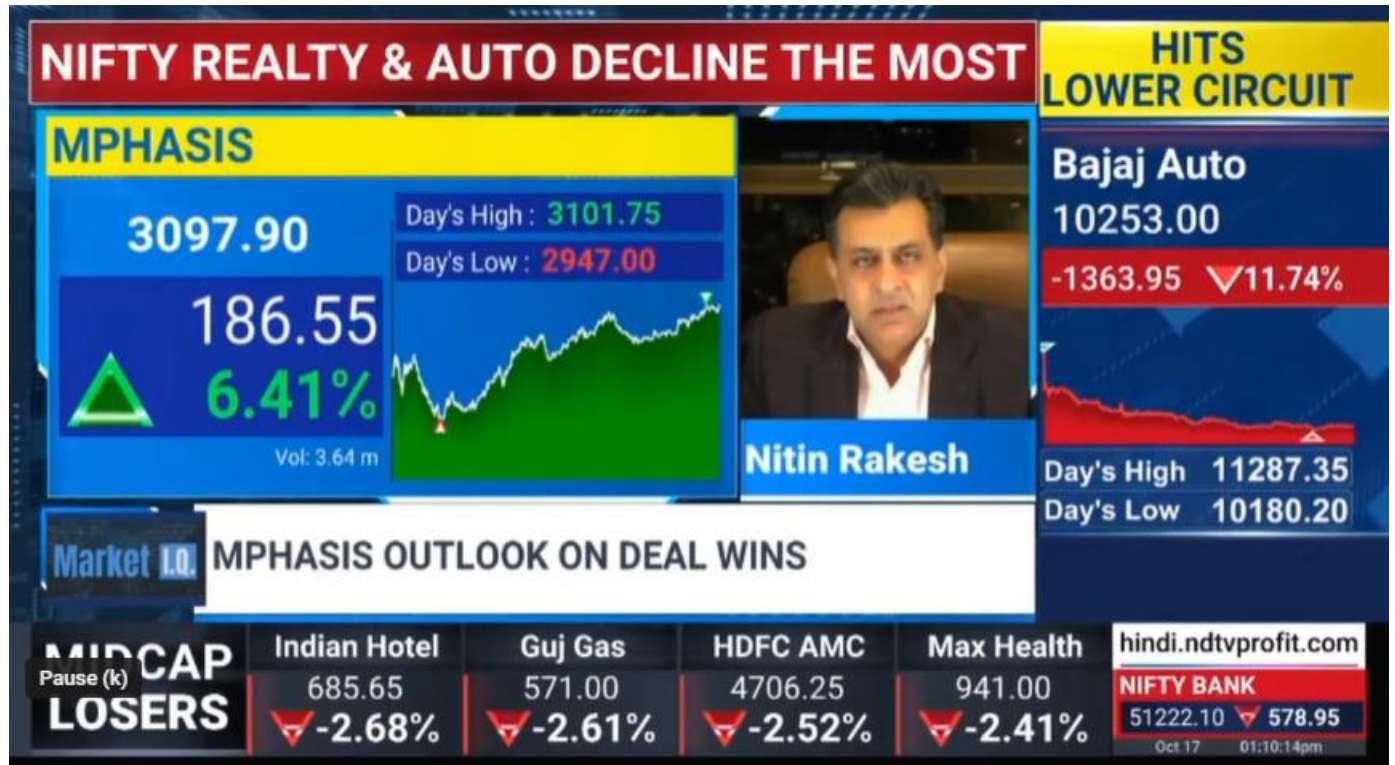 NIFTY REALTY & AUTO DECLINE THE MOST
HITS
LOWER CIRCUIT
MPHASIS
3097.90
186.55
6.41%
Vol: 3.64 m
Day's High : 3101.75
Day's Low : 2947.00
Nitin Rakesh
Bajaj Auto
10253.00
-1363.95 11.74%
Day's High 11287.35
Day's Low 10180.20
Market I.Q.
MPHASIS OUTLOOK ON DEAL WINS
MIDCAP
Pause (k)
LOSERS
Indian Hotel
685.65
-2.68%
Guj Gas
571.00
-2.61%
HDFC AMC
4706.25
-2.52%
Max Health
941.00
-2.41%
hindi.ndtvprofit.com
NIFTY BANK
51222.10 578.95
Oct 17 01:10:14pm